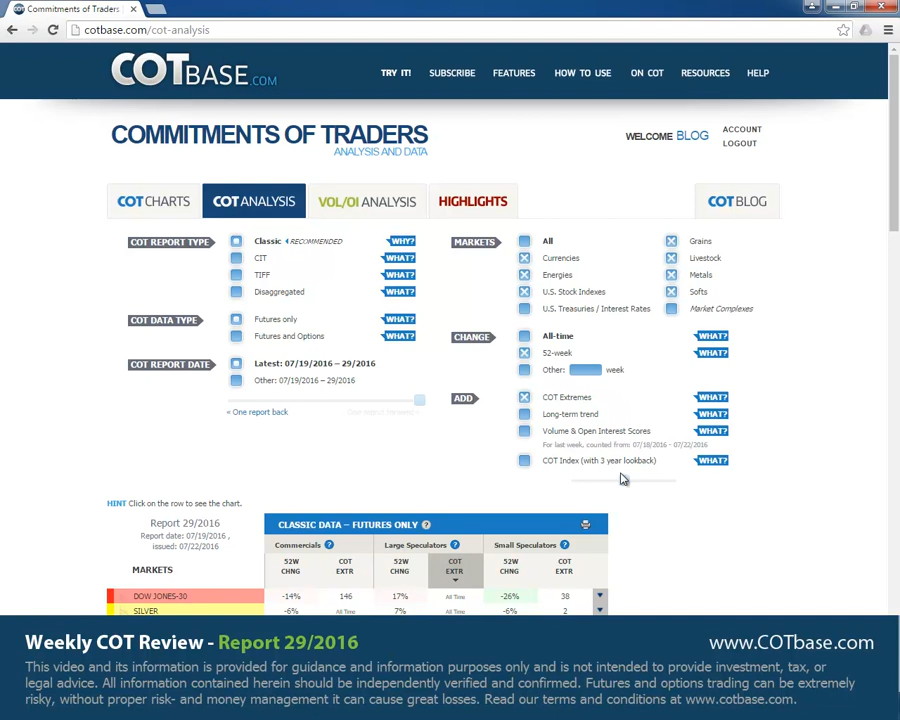 Commitments of Traders
cotbase.com/cot-analysis
COTBASE.COM
TRY IT! SUBSCRIBE FEATURES HOW TO USE ON COT RESOURCES HELP
COMMITMENTS OF TRADERS
ANALYSIS AND DATA
WELCOME BLOG
ACCOUNT
LOGOUT
COTCHARTS COTANALYSIS VOL/OI ANALYSIS HIGHLIGHTS COTBLOG
COT REPORT TYPE Classic RECOMMENDED WHY?
CIT WHAT?
TIFF WHAT?
Disaggregated WHAT?
COT DATA TYPE Futures only WHAT?
Futures and Options WHAT?
COT REPORT DATE Latest: 07/19/2016 – 29/2016
Other: 07/19/2016 – 29/2016
« One report back
MARKETS All Grains
Currencies Livestock
Energies Metals
U.S. Stock Indexes Softs
U.S. Treasuries / Interest Rates Market Complexes
CHANGE All-time WHAT?
52-week WHAT?
Other: week
ADD COT Extremes WHAT?
Long-term trend WHAT?
Volume & Open Interest Scores WHAT?
For last week, counted from: 07/18/2016 - 07/22/2016
COT Index (with 3 year lookback) WHAT?
HINT Click on the row to see the chart.
Report 29/2016
Report date: 07/19/2016 ,
issued: 07/22/2016
MARKETS
CLASSIC DATA – FUTURES ONLY ?
Commercials ? Large Speculators ? Small Speculators ?
52W COT 52W COT 52W COT
CHNG EXTR CHNG EXTR CHNG EXTR
DOW JONES-30 -14% 146 17% All Time -26% 38
SILVER -6% All Time 7% All Time -6% 2
Weekly COT Review - Report 29/2016
www.COTbase.com
This video and its information is provided for guidance and information purposes only and is not intended to provide investment, tax, or
legal advice. All information contained herein should be independently verified and confirmed. Futures and options trading can be extremely
risky, without proper risk- and money management it can cause great losses. Read our terms and conditions at www.cotbase.com.